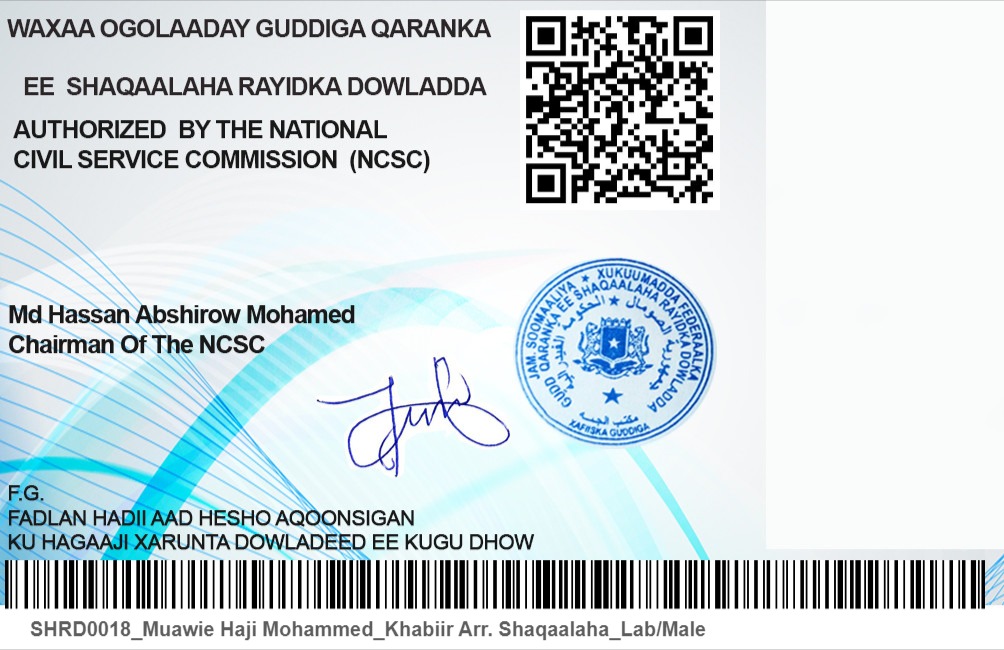 WAXAA OGOLAADAY GUDDIGA QARANKA
EE SHAQAALAHA RAYIDKA DOWLADDA
AUTHORIZED BY THE NATIONAL
CIVIL SERVICE COMMISSION (NCSC)
Md Hassan Abshirow Mohamed
Chairman Of The NCSC
JAM. SOOMAALIYA ★ XUKUUMADDA FEDERAALKA
GUDD QARANKA EE SHAQAALAHA RAYIDKA DOWLADDA
XAFIISKA GUDDIGA
F.G.
FADLAN HADII AAD HESHO AQOONSIGAN
KU HAGAAJI XARUNTA DOWLADEED EE KUGU DHOW
SHRD0018_Muawie Haji Mohammed_Khabiir Arr. Shaqaalaha_Lab/Male